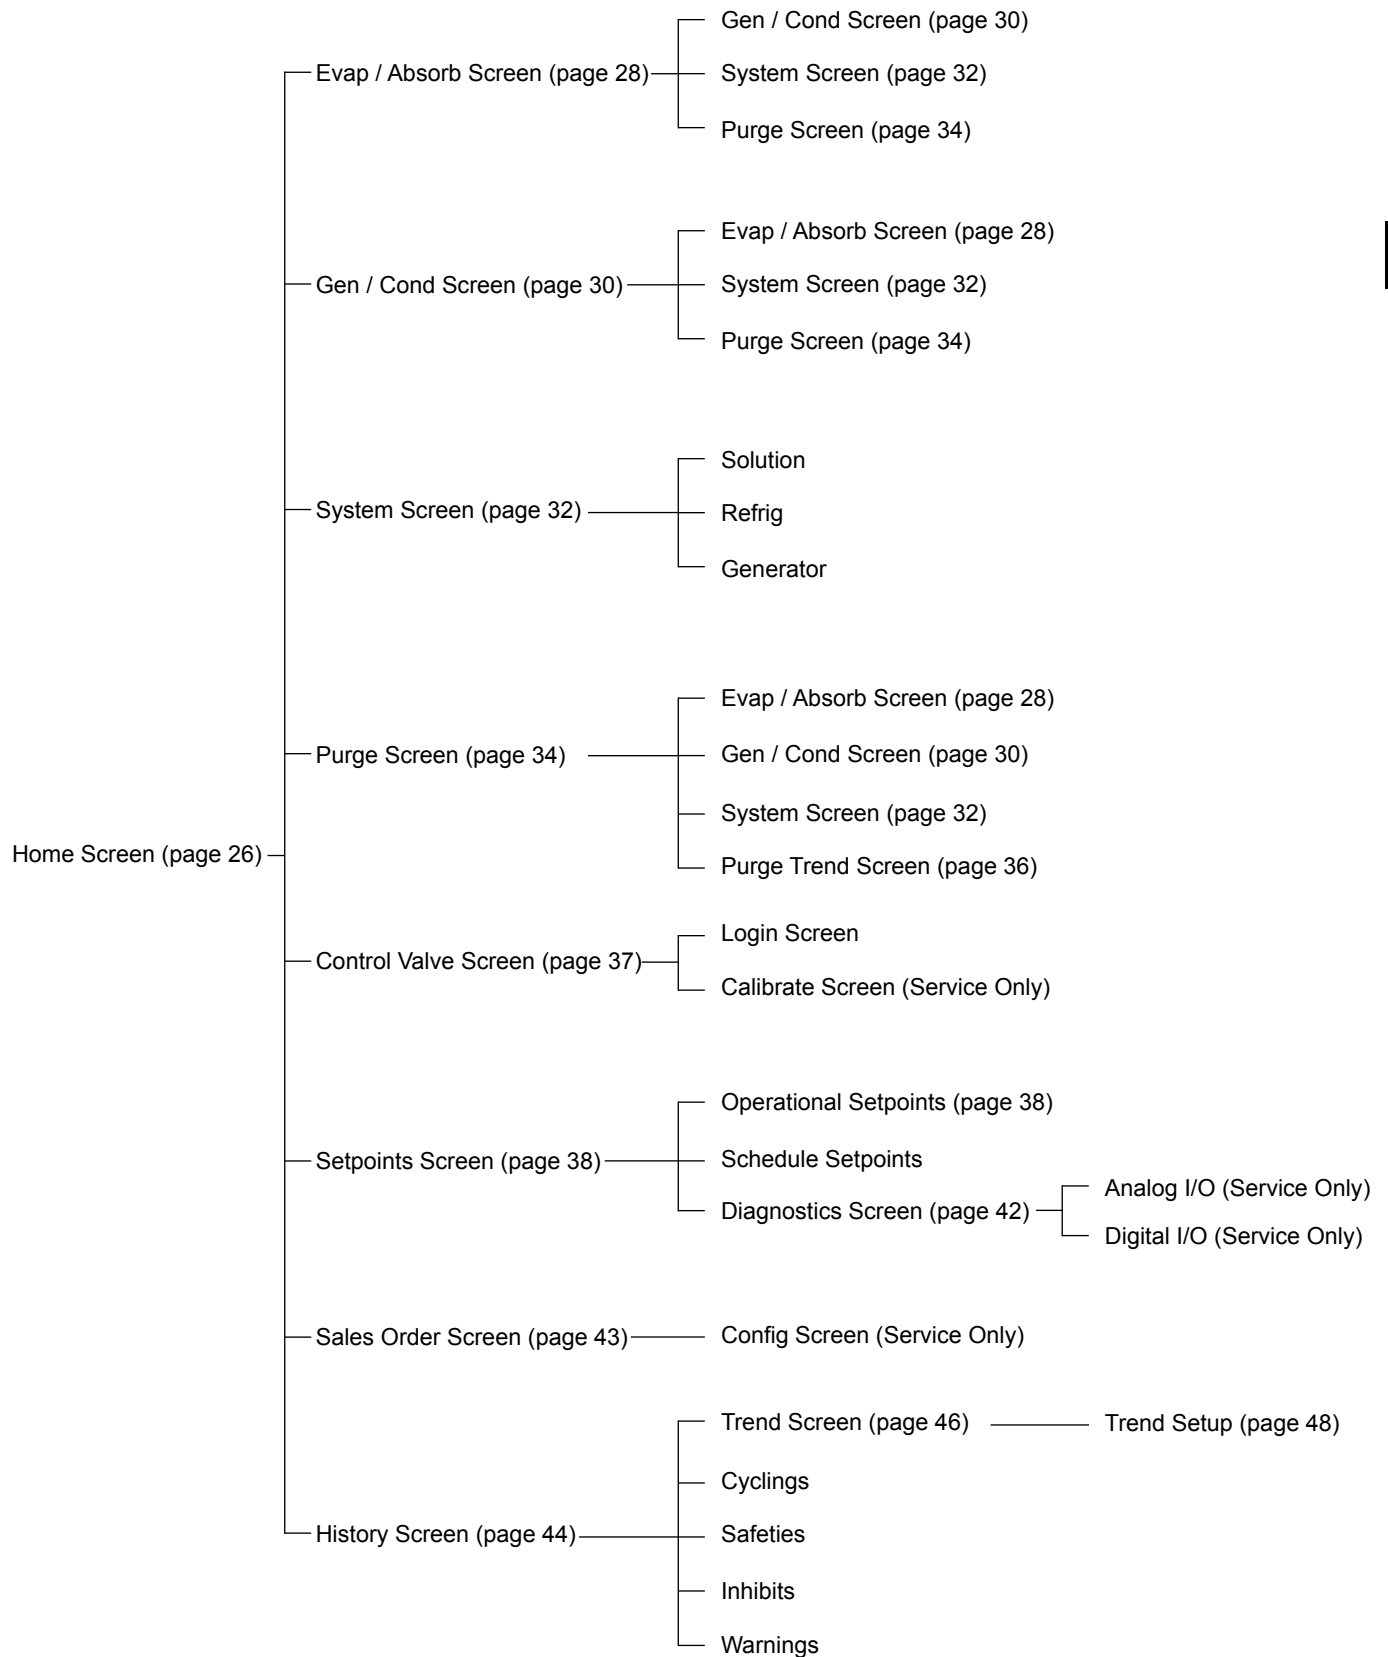 Home Screen (page 26)
Evap / Absorb Screen (page 28)
Gen / Cond Screen (page 30)
System Screen (page 32)
Purge Screen (page 34)
Gen / Cond Screen (page 30)
Evap / Absorb Screen (page 28)
System Screen (page 32)
Purge Screen (page 34)
System Screen (page 32)
Solution
Refrig
Generator
Purge Screen (page 34)
Evap / Absorb Screen (page 28)
Gen / Cond Screen (page 30)
System Screen (page 32)
Purge Trend Screen (page 36)
Control Valve Screen (page 37)
Login Screen
Calibrate Screen (Service Only)
Setpoints Screen (page 38)
Operational Setpoints (page 38)
Schedule Setpoints
Diagnostics Screen (page 42)
Analog I/O (Service Only)
Digital I/O (Service Only)
Sales Order Screen (page 43)
Config Screen (Service Only)
History Screen (page 44)
Trend Screen (page 46)
Trend Setup (page 48)
Cyclings
Safeties
Inhibits
Warnings